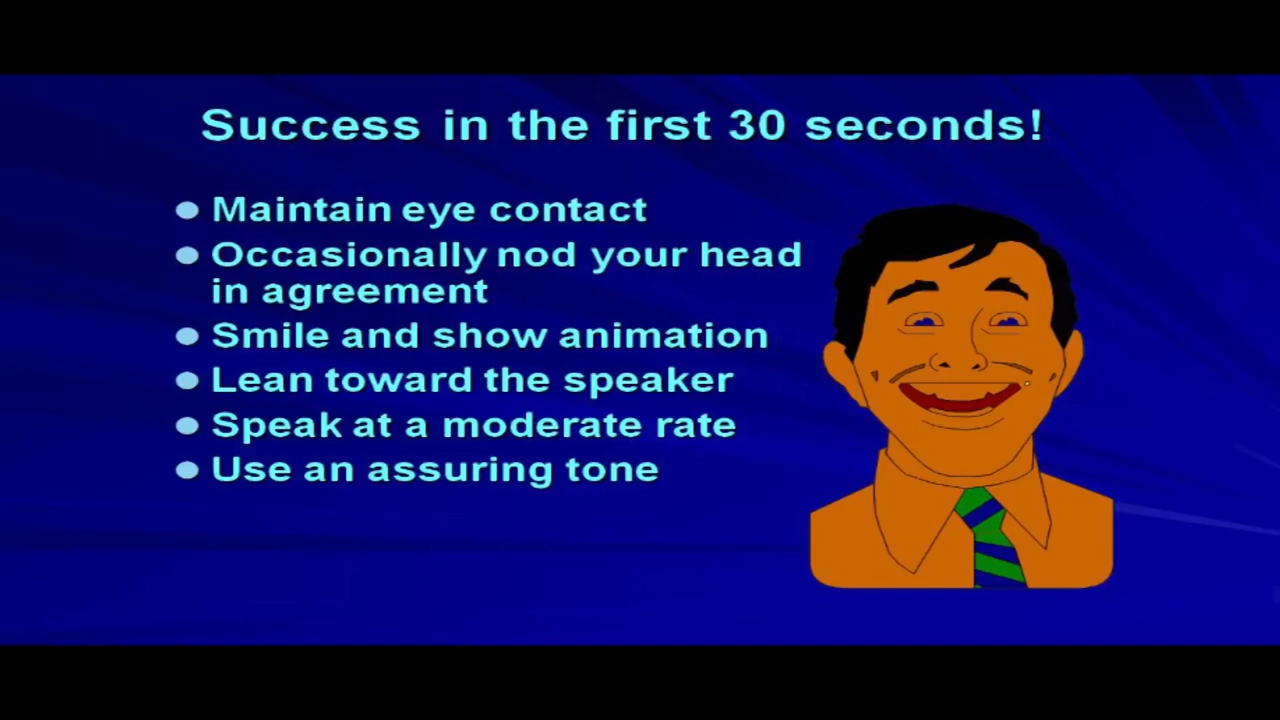 Success in the first 30 seconds!
Maintain eye contact
Occasionally nod your head
in agreement
Smile and show animation
Lean toward the speaker
Speak at a moderate rate
Use an assuring tone